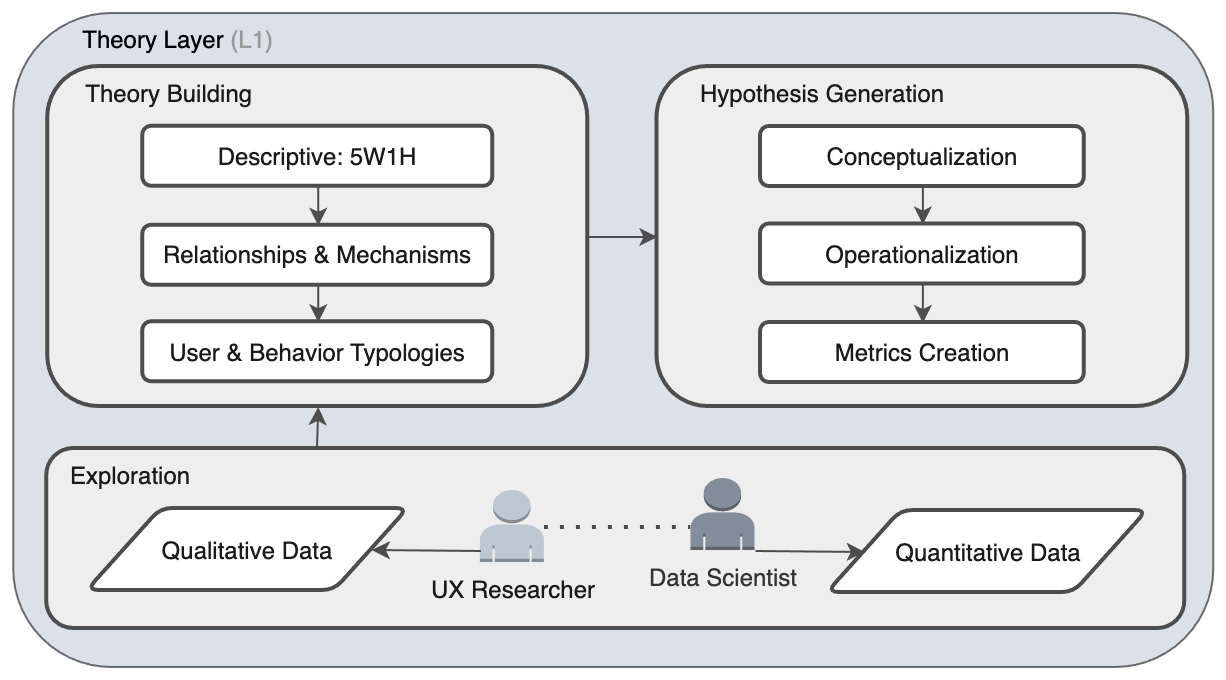 Theory Layer (L1)
Theory Building
Descriptive: 5W1H
Relationships & Mechanisms
User & Behavior Typologies
Hypothesis Generation
Conceptualization
Operationalization
Metrics Creation
Exploration
Qualitative Data
UX Researcher
Data Scientist
Quantitative Data